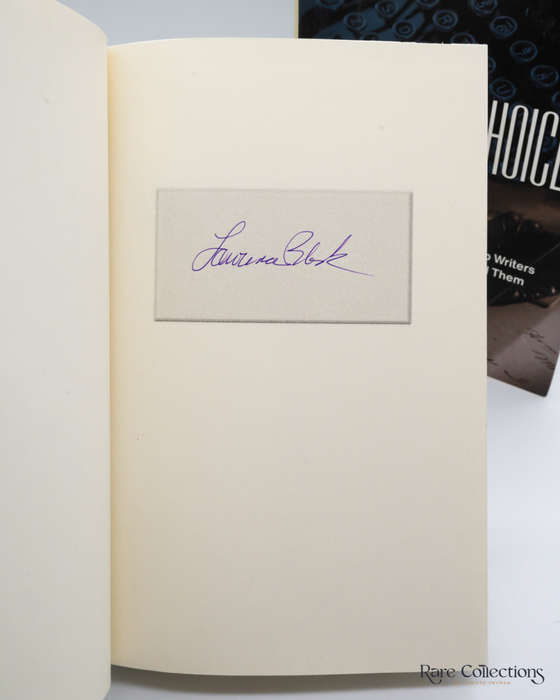 HOICE
Writers
Them
Lawrence Block
Rare Collections